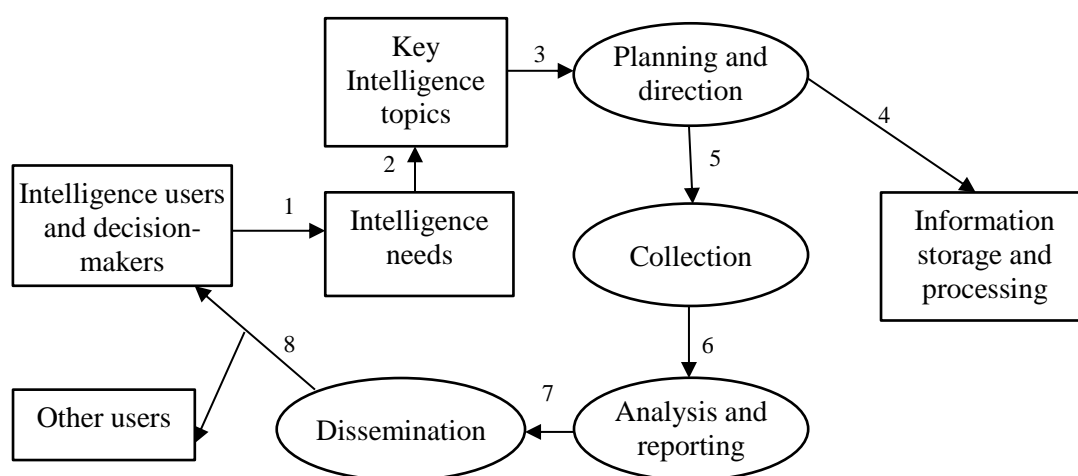 Key
Intelligence
topics
3
Planning and
direction
4
2
5
Intelligence users
and decision-
makers
1
Intelligence
needs
Collection
Information
storage and
processing
8
6
7
Other users
Dissemination
Analysis and
reporting